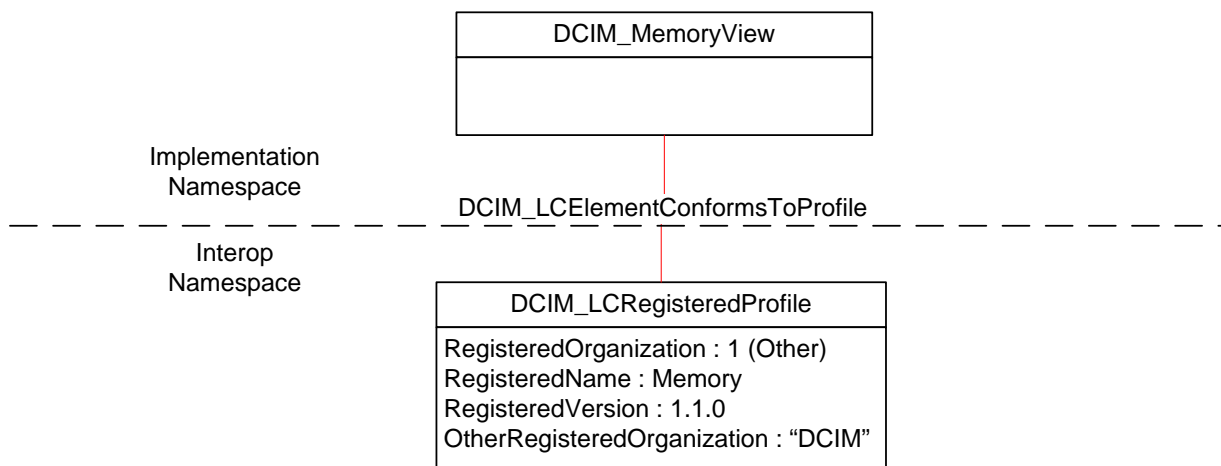 DCIM_MemoryView
Implementation
Namespace
DCIM_LCElementConformsToProfile
Interop
Namespace
DCIM_LCRegisteredProfile
RegisteredOrganization : 1 (Other)
RegisteredName : Memory
RegisteredVersion : 1.1.0
OtherRegisteredOrganization : “DCIM”